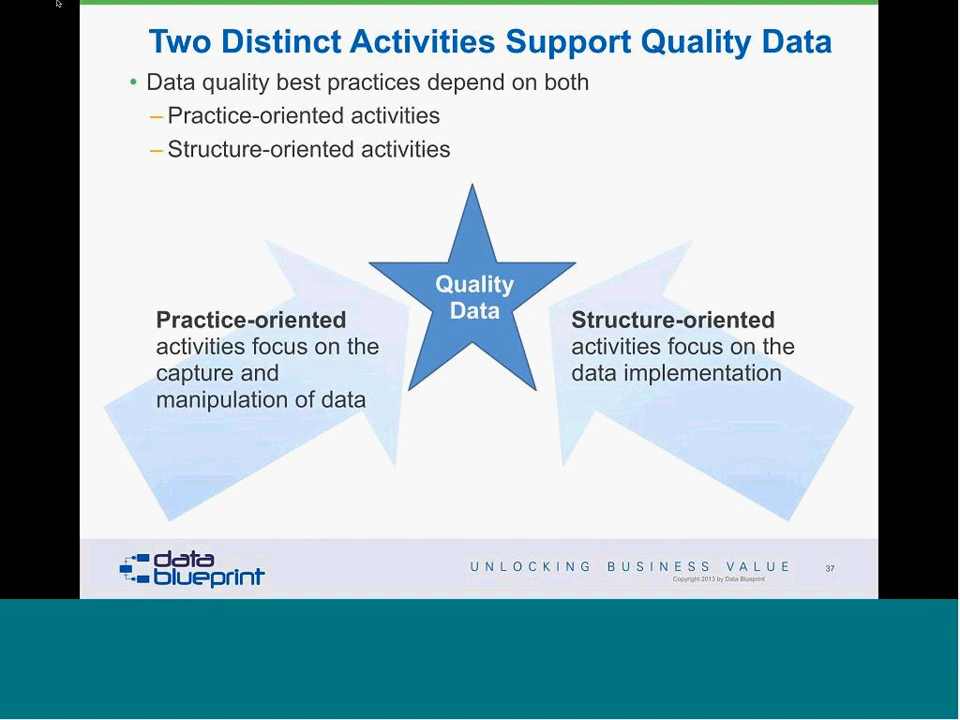 Two Distinct Activities Support Quality Data
• Data quality best practices depend on both
– Practice-oriented activities
– Structure-oriented activities
Quality
Data
Practice-oriented
activities focus on the
capture and
manipulation of data
Structure-oriented
activities focus on the
data implementation
data
blueprint
UNLOCKING BUSINESS VALUE
37
Copyright 2013 by Data Blueprint